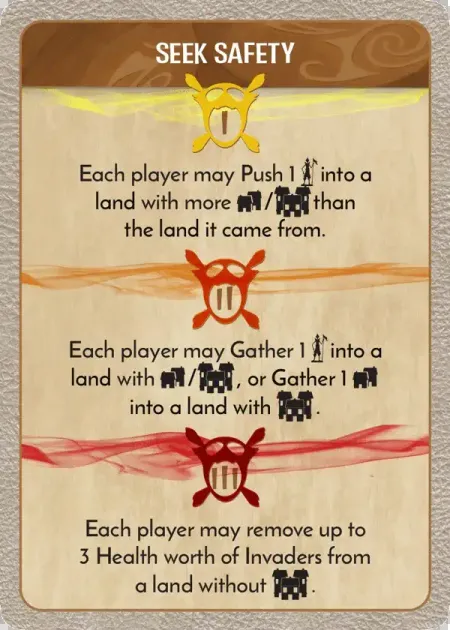 SEEK SAFETY
I
Each player may Push 1 into a
land with more / than
the land it came from.
II
Each player may Gather 1 into a
land with / , or Gather 1
into a land with .
III
Each player may remove up to
3 Health worth of Invaders from
a land without .